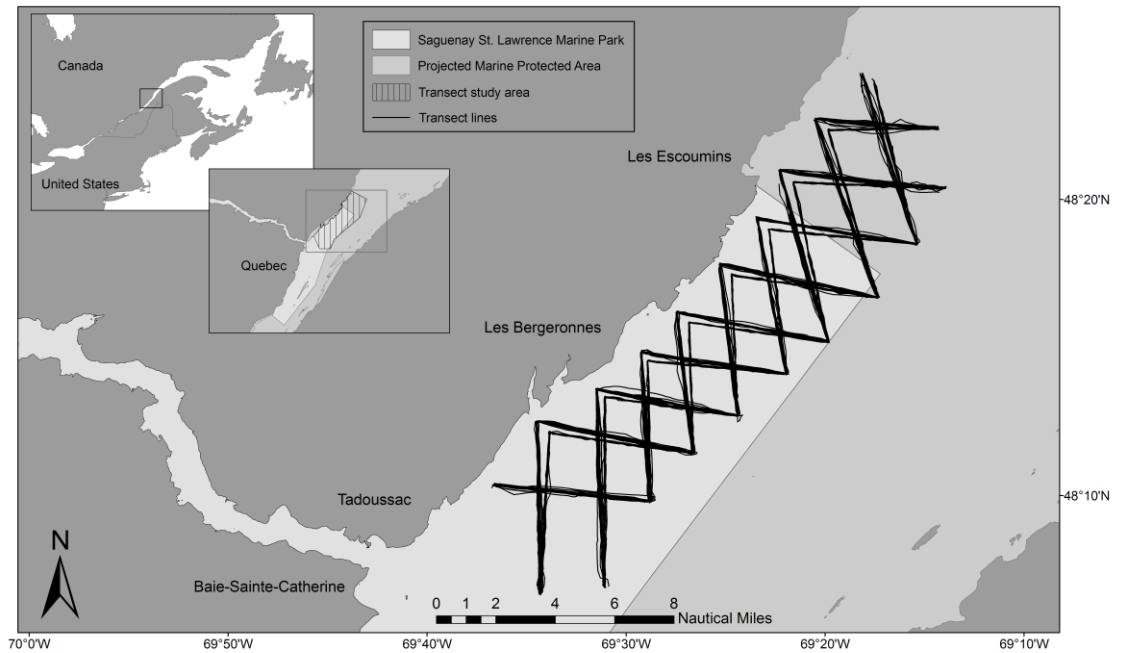 Canada
United States
Saguenay St. Lawrence Marine Park
Projected Marine Protected Area
Transect study area
Transect lines
Quebec
Les Escoumins
Les Bergeronnes
Tadoussac
Baie-Sainte-Catherine
N
0 1 2 4 6 8
Nautical Miles
48°20'N
48°10'N
70°0'W 69°50'W 69°40'W 69°30'W 69°20'W 69°10'W